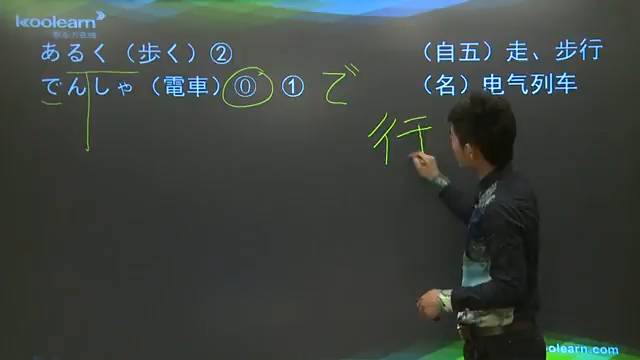 koolearn
新东方在线
あるく（歩く）② （自五）走、步行
でんしゃ（電車）⓪ ① で （名）电气列车
行
koolearn.com